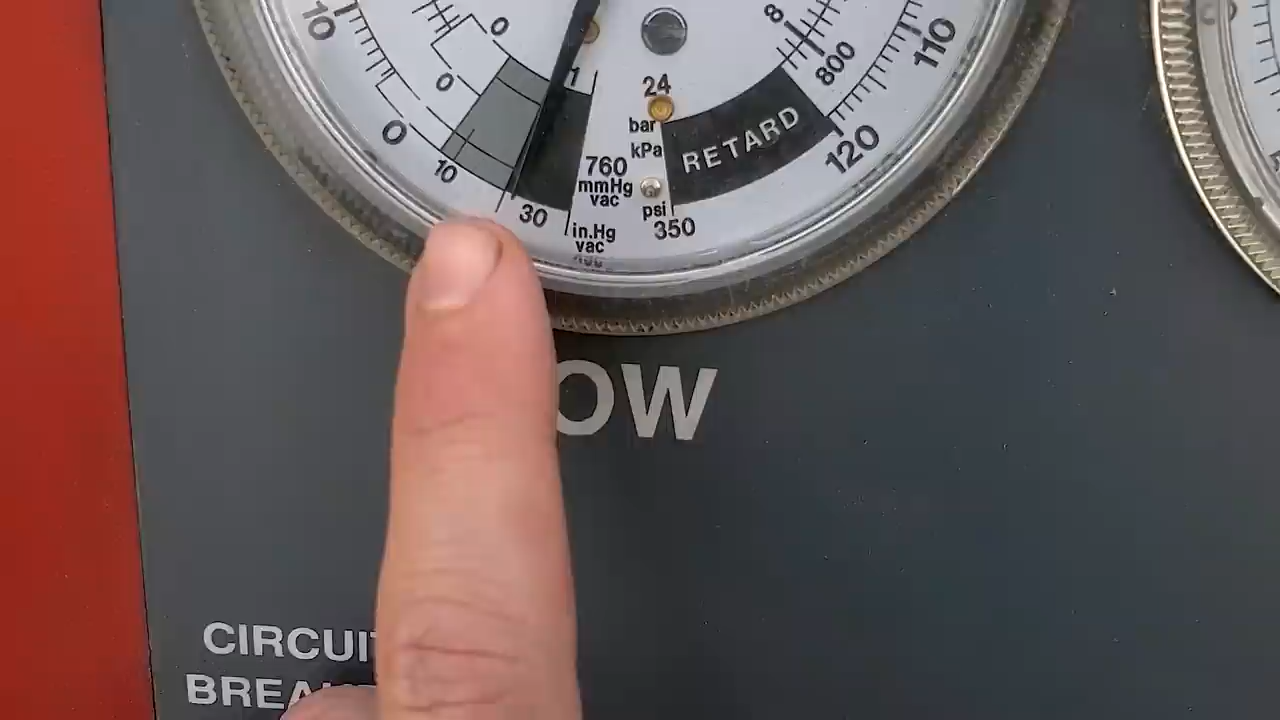 10
0
8
800
110
0
1
24
0
bar
RETARD
120
kPa
10
760
mmHg
vac
30
psi
350
in.Hg
vac
OW
CIRCUIT
BREA